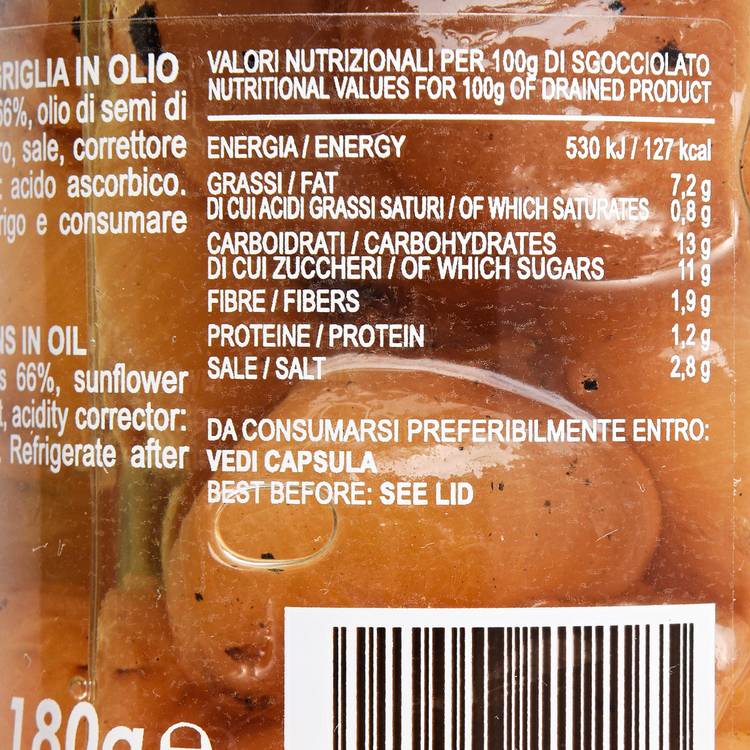 GRIGLIA IN OLIO
66%, olio di semi di
sale, correttore
acido ascorbico.
e consumare
IN OIL
66%, sunflower
acidity corrector:
Refrigerate after
180g ℮
VALORI NUTRIZIONALI PER 100g DI SGOCCIOLATO
NUTRITIONAL VALUES FOR 100g OF DRAINED PRODUCT
ENERGIA / ENERGY 530 kJ / 127 kcal
GRASSI / FAT 7,2 g
DI CUI ACIDI GRASSI SATURI / OF WHICH SATURATES 0,8 g
CARBOIDRATI / CARBOHYDRATES 13 g
DI CUI ZUCCHERI / OF WHICH SUGARS 11 g
FIBRE / FIBERS 1,9 g
PROTEINE / PROTEIN 1,2 g
SALE / SALT 2,8 g
DA CONSUMARSI PREFERIBILMENTE ENTRO:
VEDI CAPSULA
BEST BEFORE: SEE LID